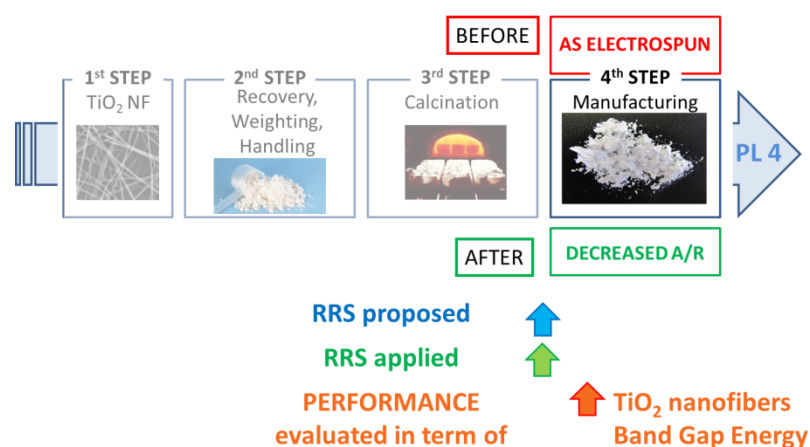 BEFORE
AS ELECTROSPUN
1st STEP
TiO2 NF
2nd STEP
Recovery,
Weighting,
Handling
3rd STEP
Calcination
4th STEP
Manufacturing
PL 4
AFTER
DECREASED A/R
RRS proposed
RRS applied
PERFORMANCE
evaluated in term of
TiO2 nanofibers
Band Gap Energy